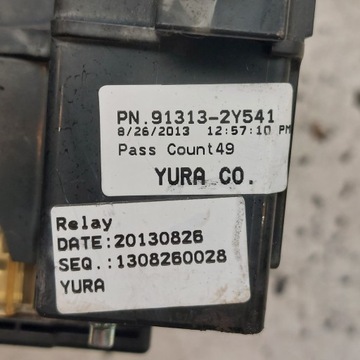 PN.91313-2Y541
8/26/2013 12:57:10 PM
Pass Count49
YURA CO.
Relay
DATE:20130826
SEQ.:1308260028
YURA